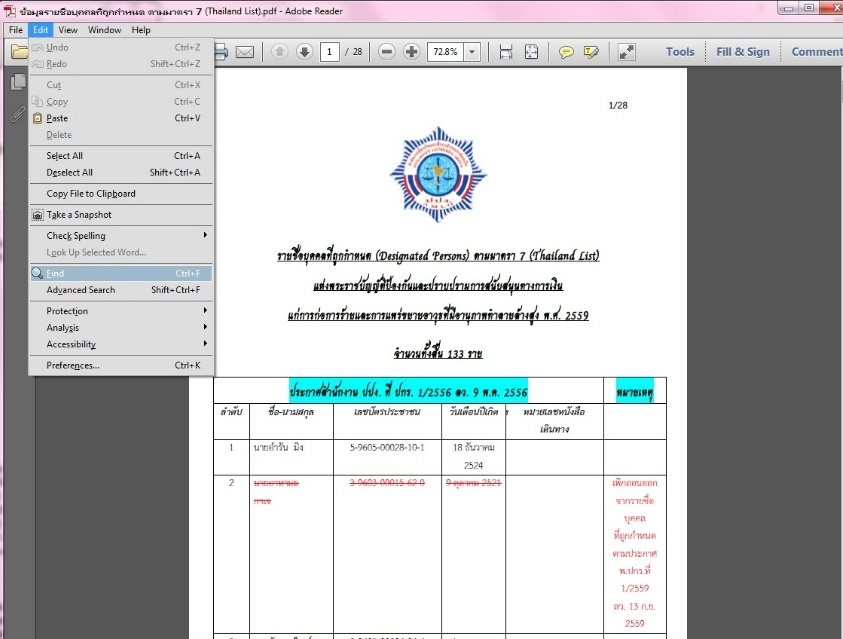 ข้อมูลรายชื่อบุคคลที่ถูกกำหนด ตามมาตรา 7 (Thailand List).pdf - Adobe Reader
File Edit View Window Help
1 / 28 72.8% Tools Fill & Sign Comment
Undo Ctrl+Z
Redo Shift+Ctrl+Z
Cut Ctrl+X
Copy Ctrl+C
Paste Ctrl+V
Delete
Select All Ctrl+A
Deselect All Shift+Ctrl+A
Copy File to Clipboard
Take a Snapshot
Check Spelling
Look Up Selected Word...
Find Ctrl+F
Advanced Search Shift+Ctrl+F
Protection
Analysis
Accessibility
Preferences... Ctrl+K
1/28
รายชื่อบุคคลที่ถูกกำหนด (Designated Persons) ตามมาตรา 7 (Thailand List)
แห่งพระราชบัญญัติป้องกันและปราบปรามการสนับสนุนทางการเงิน
แก่การก่อการร้ายและการแพร่ขยายอาวุธที่มีอานุภาพทำลายล้างสูง พ.ศ. 2559
จำนวนทั้งสิ้น 133 ราย
ประกาศสำนักงาน ปปง. ที่ ปกร. 1/2556 ลว. 9 พ.ค. 2556 หมายเหตุ
ลำดับ ชื่อ-นามสกุล เลขบัตรประชาชน วันเดือนปีเกิด หมายเลขหนังสือ
เดินทาง
1 นายอำรัน มิง 5-9605-00028-10-1 18 ธันวาคม
2524
2 3-9603-00015-62-0 9 ตุลาคม 2521 เพิกถอนออก
จากรายชื่อ
บุคคล
ที่ถูกกำหนด
ตามประกาศ
พ.ปกร.ที่
1/2559
ลว. 13 ก.ย.
2559